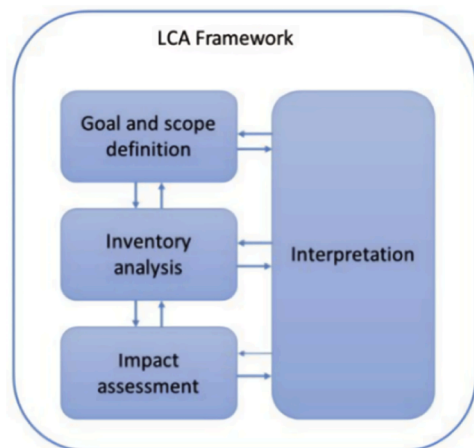 LCA Framework
Goal and scope
definition
Inventory
analysis
Impact
assessment
Interpretation